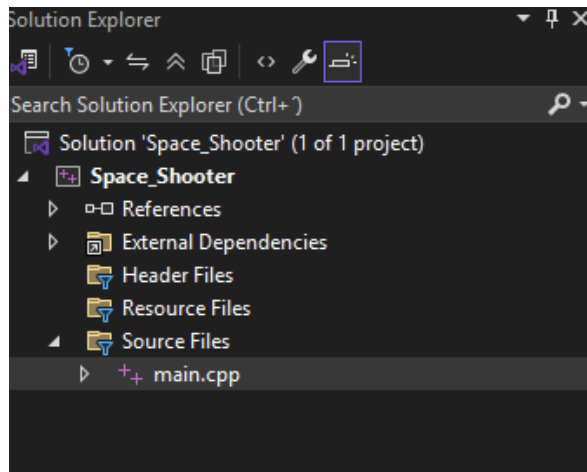 Solution Explorer
Search Solution Explorer (Ctrl+´)
Solution 'Space_Shooter' (1 of 1 project)
Space_Shooter
References
External Dependencies
Header Files
Resource Files
Source Files
main.cpp